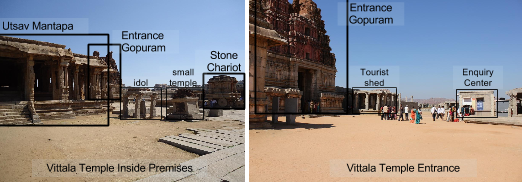 Utsav Mantapa
Entrance
Gopuram
idol
small
temple
Stone
Chariot
Vittala Temple Inside Premises
Entrance
Gopuram
Tourist
shed
Enquiry
Center
Vittala Temple Entrance